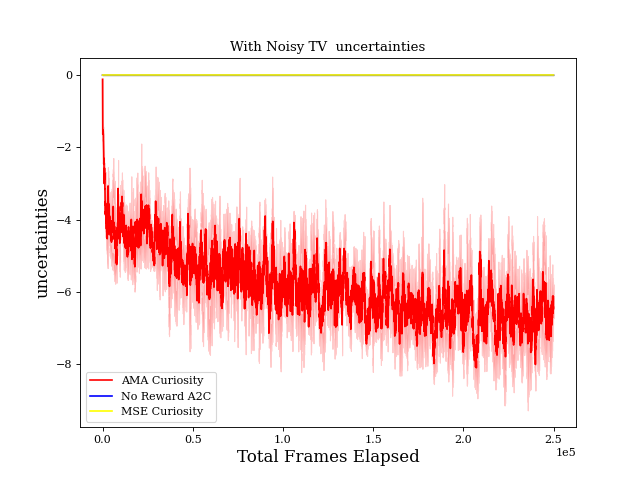 With Noisy TV  uncertainties
0
−2
−4
−6
−8
uncertainties
AMA Curiosity
No Reward A2C
MSE Curiosity
0.0 0.5 1.0 1.5 2.0 2.5
1e5
Total Frames Elapsed